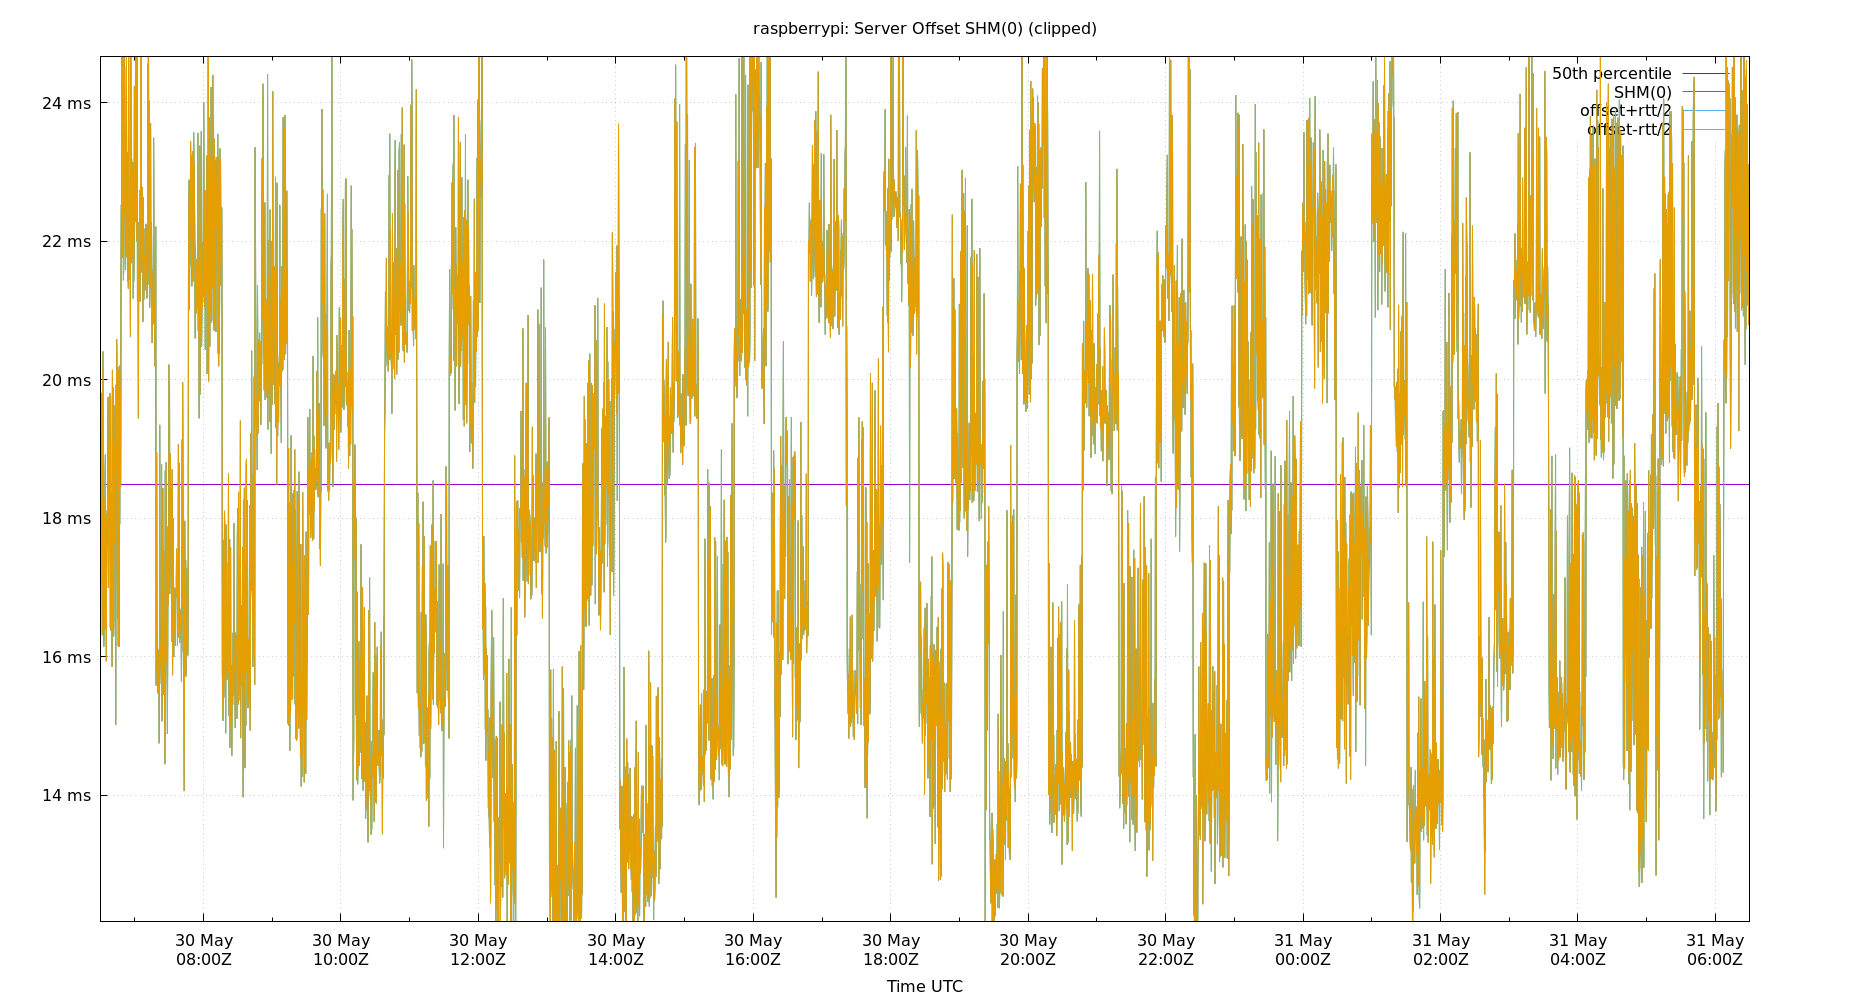 raspberrypi: Server Offset SHM(0) (clipped)
50th percentile
SHM(0)
offset+rtt/2
offset-rtt/2
24 ms
22 ms
20 ms
18 ms
16 ms
14 ms
30 May 30 May 30 May 30 May 30 May 30 May 30 May 30 May 31 May 31 May 31 May 31 May
08:00Z 10:00Z 12:00Z 14:00Z 16:00Z 18:00Z 20:00Z 22:00Z 00:00Z 02:00Z 04:00Z 06:00Z
Time UTC